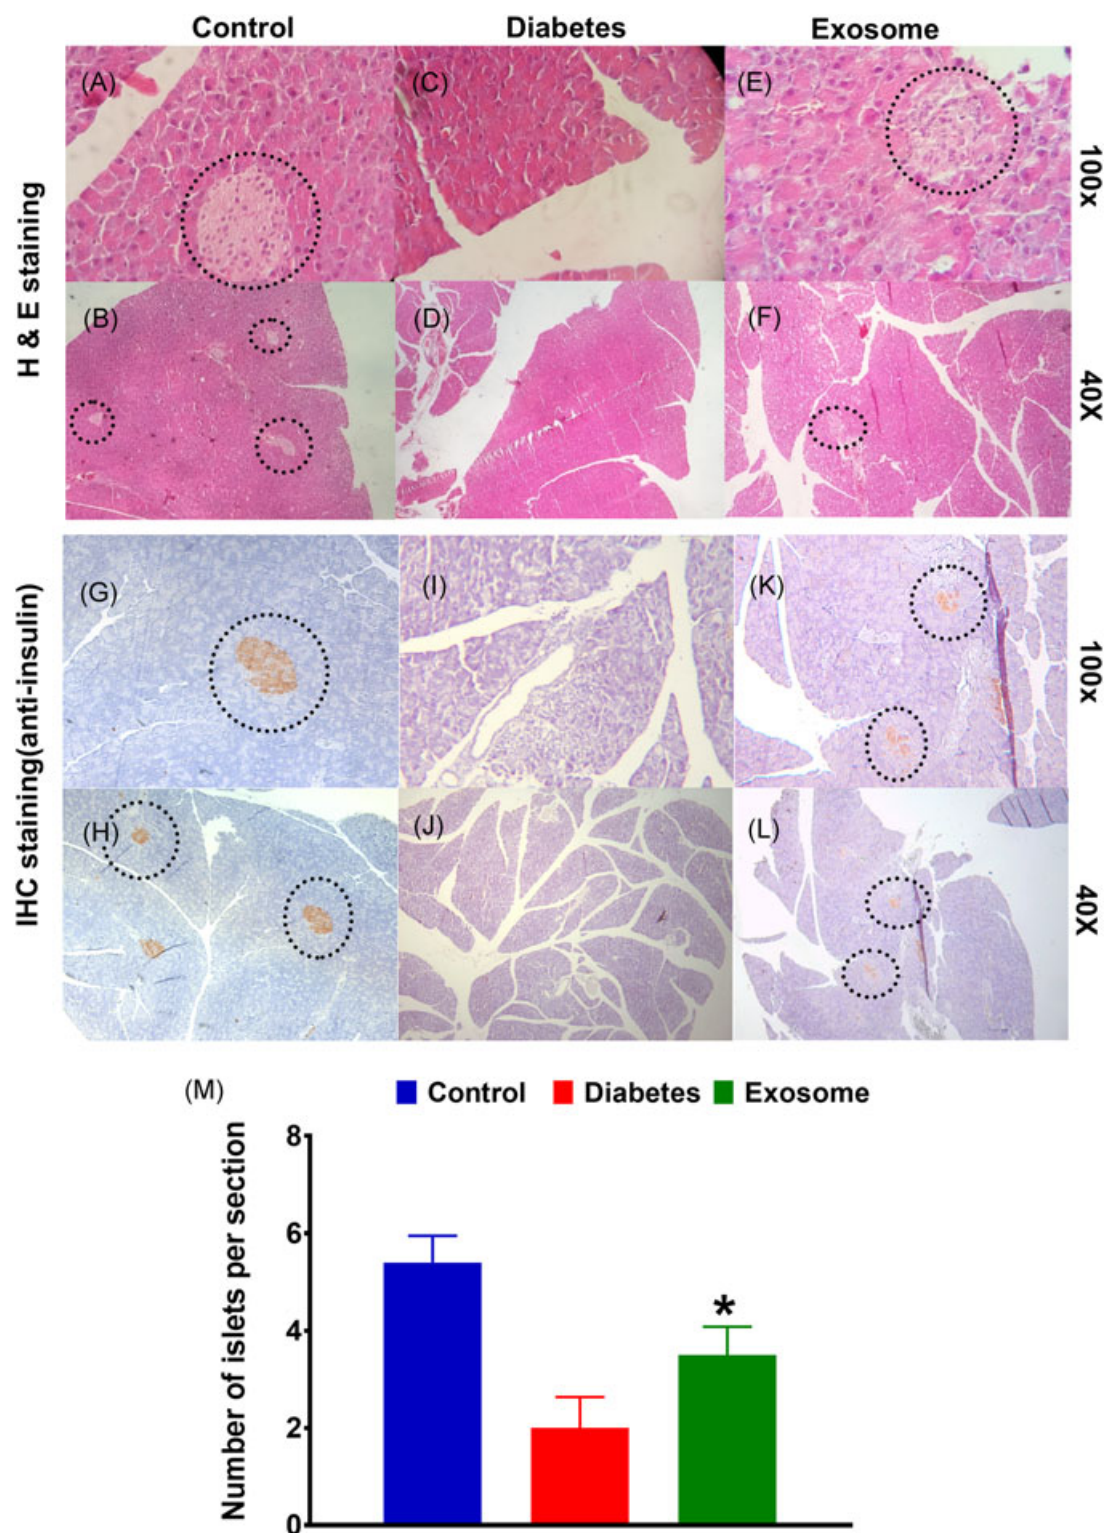 Control Diabetes Exosome
H & E staining
(A) (C) (E)
100x
(B) (D) (F)
40X
IHC staining(anti-insulin)
(G) (I) (K)
100x
(H) (J) (L)
40X
(M)
Control Diabetes Exosome
Number of islets per section
8
6
4
2
0
*